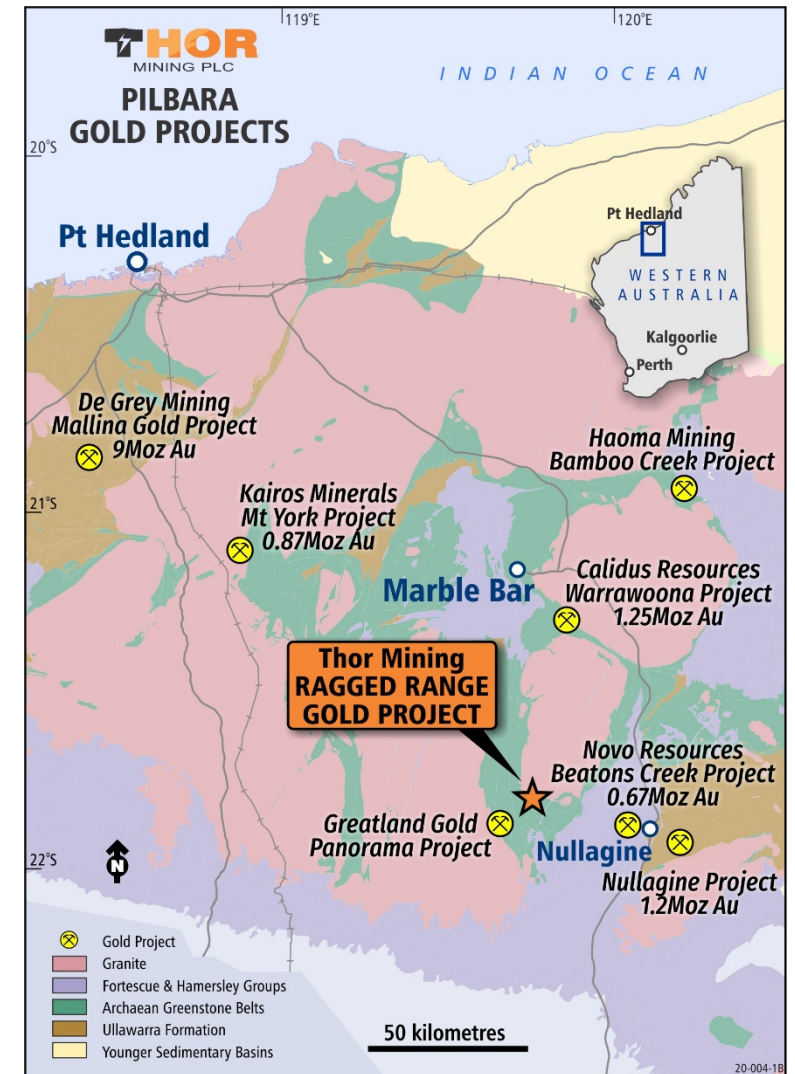 THOR
MINING PLC
PILBARA
GOLD PROJECTS
119°E
120°E
INDIAN OCEAN
20°S
Pt Hedland
Pt Hedland
WESTERN
AUSTRALIA
Kalgoorlie
Perth
De Grey Mining
Mallina Gold Project
9Moz Au
Haoma Mining
Bamboo Creek Project
Kairos Minerals
Mt York Project
0.87Moz Au
21°S
Marble Bar
Calidus Resources
Warrawoona Project
1.25Moz Au
Thor Mining
RAGGED RANGE
GOLD PROJECT
Novo Resources
Beatons Creek Project
0.67Moz Au
Greatland Gold
Panorama Project
Nullagine
22°S
N
Nullagine Project
1.2Moz Au
Gold Project
Granite
Fortescue & Hamersley Groups
Archaean Greenstone Belts
Ullawarra Formation
Younger Sedimentary Basins
50 kilometres
20-004-1B